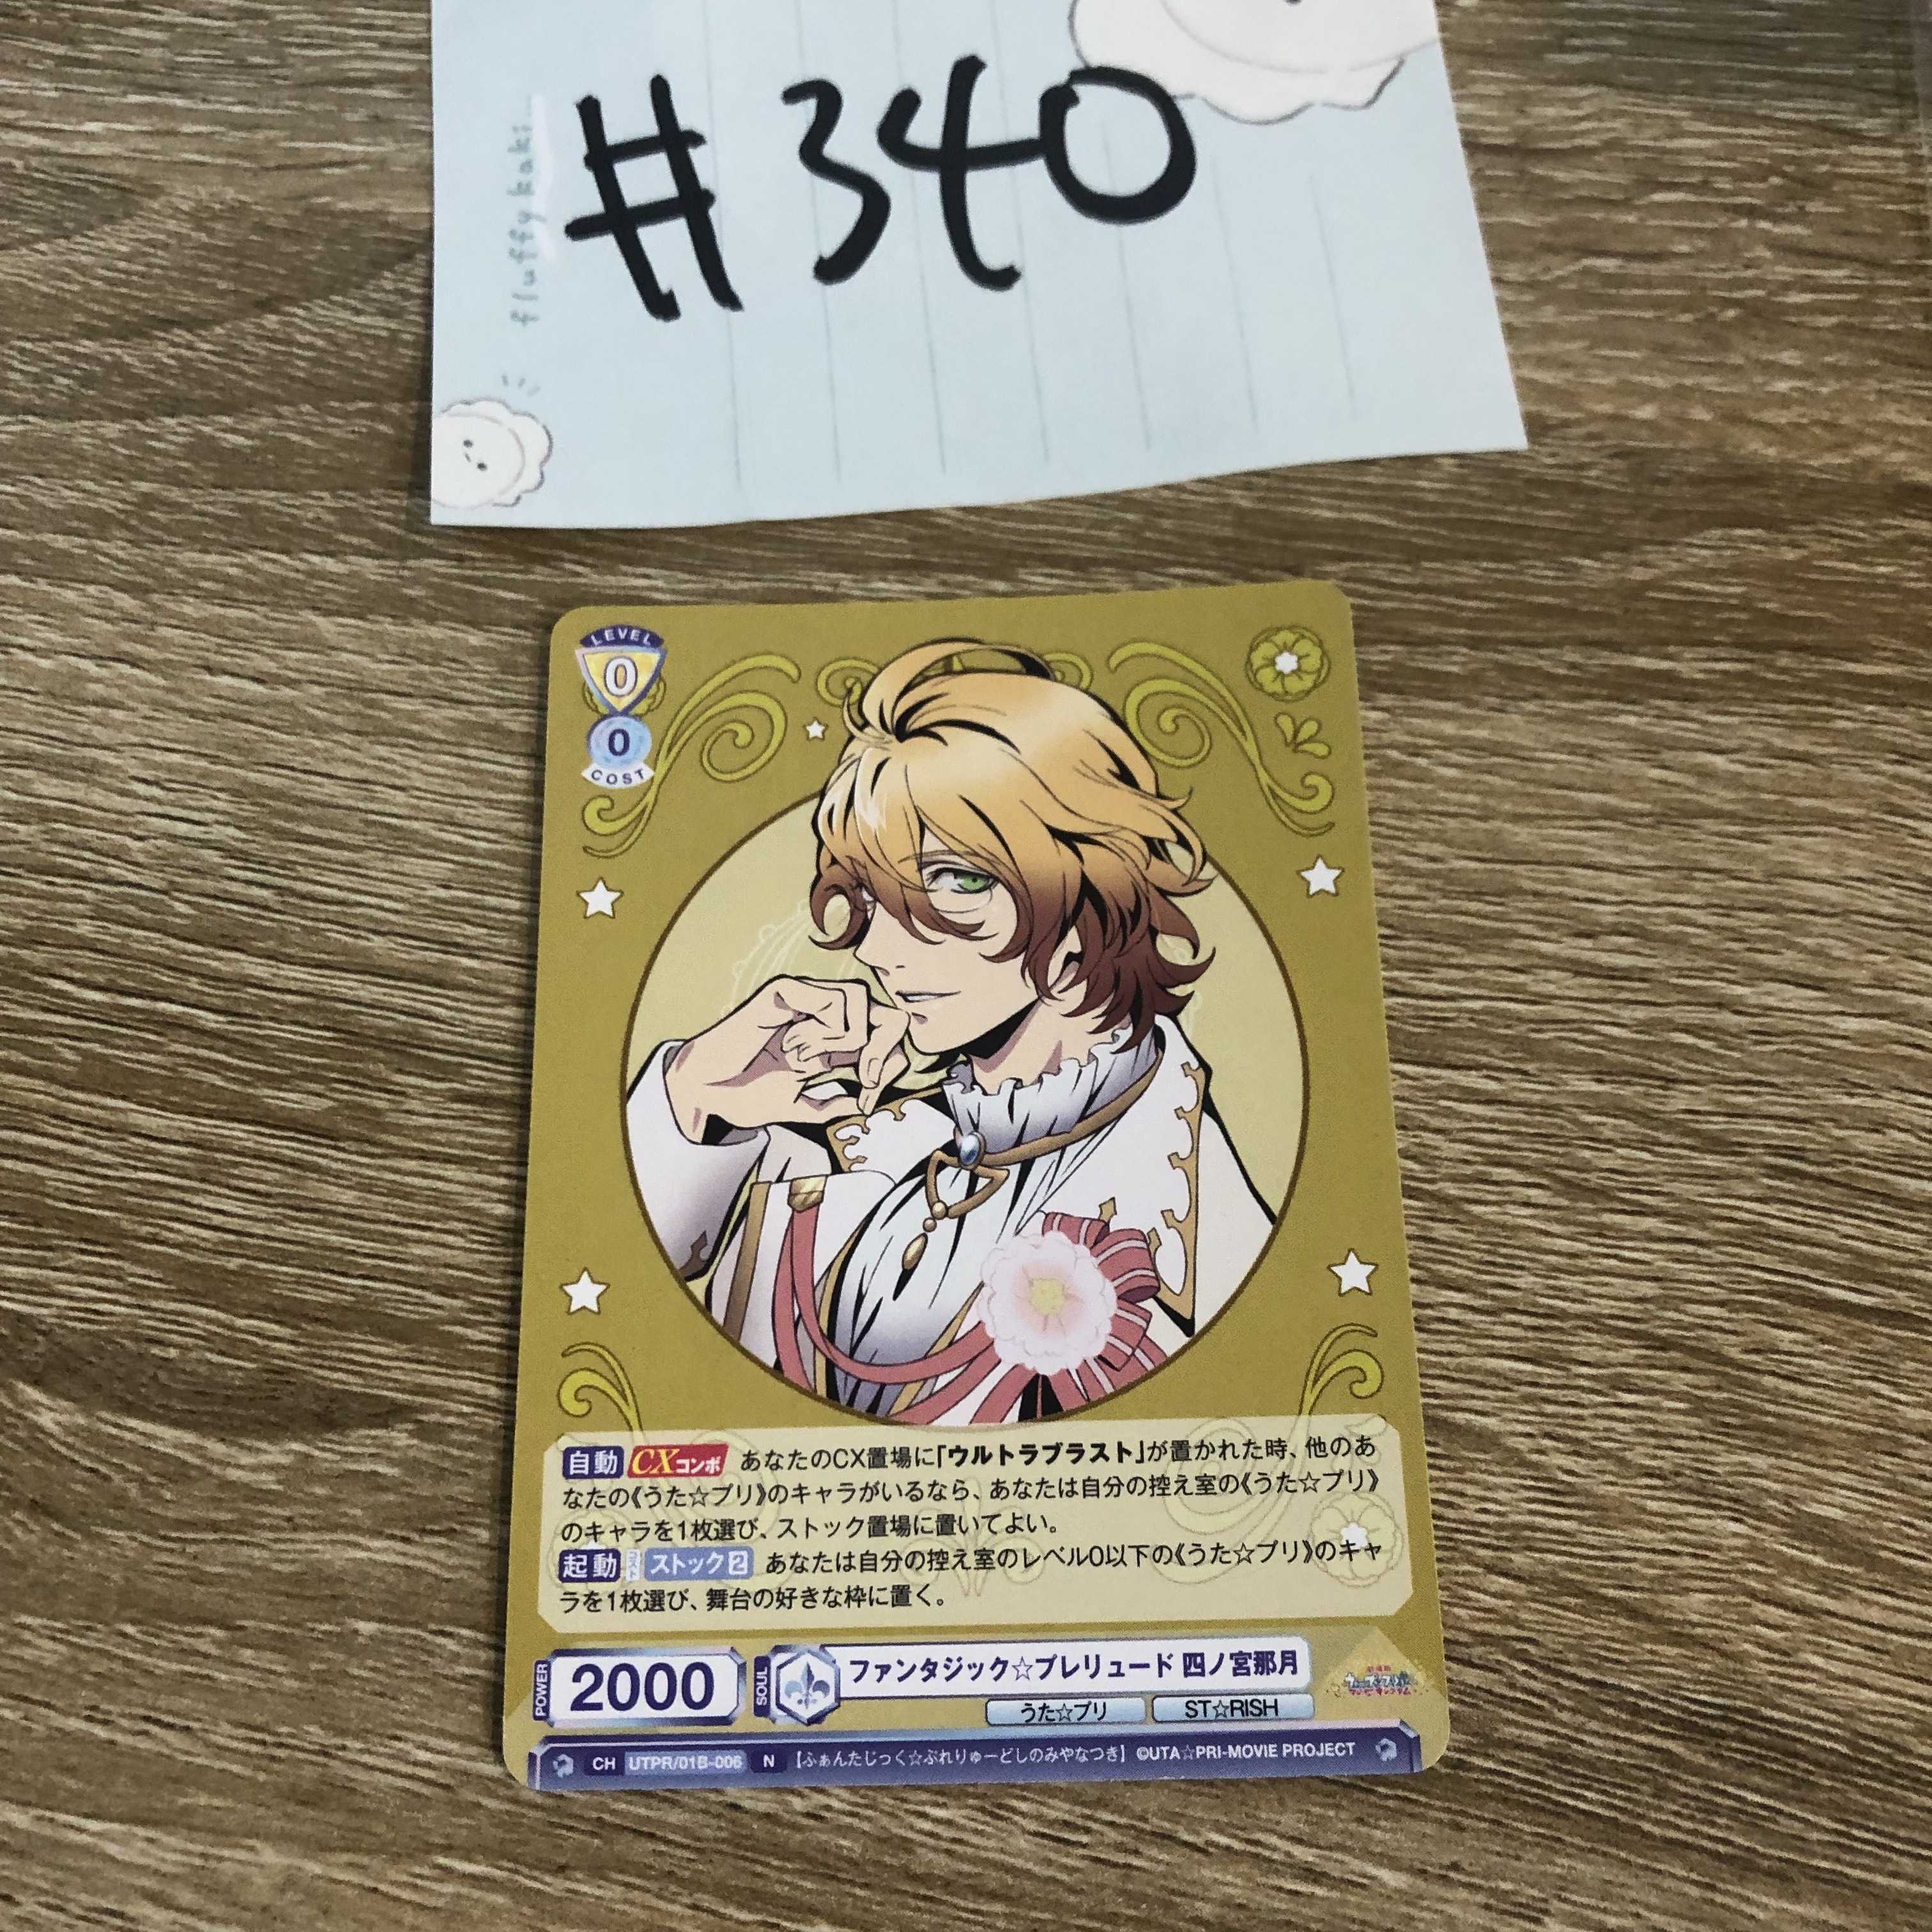 #340
fluffy kaki
LEVEL
0
0
COST
自動 CXコンボ あなたのCX置場に「ウルトラブラスト」が置かれた時、他のあ
なたの《うた☆プリ》のキャラがいるなら、あなたは自分の控え室の《うた☆プリ》
のキャラを1枚選び、ストック置場に置いてよい。
起動 コスト ストック2 あなたは自分の控え室のレベル0以下の《うた☆プリ》のキャ
ラを1枚選び、舞台の好きな枠に置く。
POWER 2000 SOUL ファンタジック☆プレリュード 四ノ宮那月
うた☆プリ ST☆RISH
CH UTPR/01B-006 N 【ふぁんたじっく☆ぷれりゅーどしのみやなつき】 ©UTA☆PRI-MOVIE PROJECT